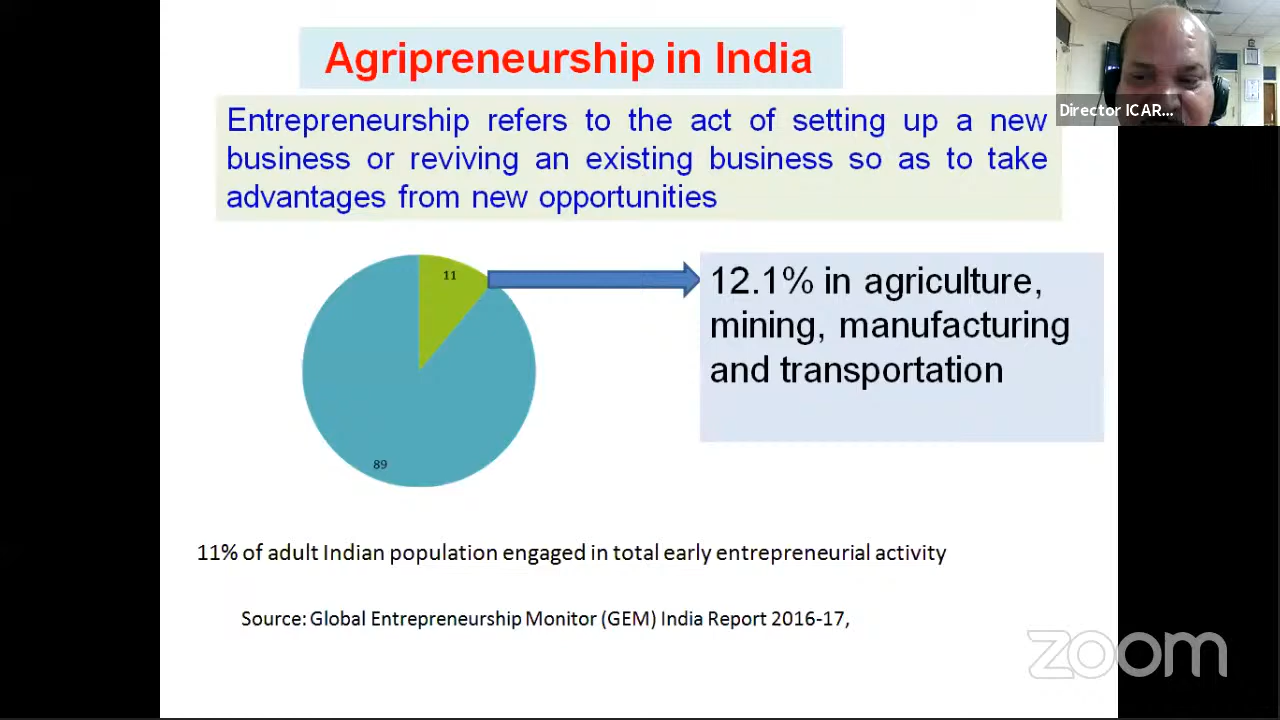 Agripreneurship in India
Director ICAR...
Entrepreneurship refers to the act of setting up a new
business or reviving an existing business so as to take
advantages from new opportunities
11
12.1% in agriculture,
mining, manufacturing
and transportation
89
11% of adult Indian population engaged in total early entrepreneurial activity
Source: Global Entrepreneurship Monitor (GEM) India Report 2016-17,
zoom